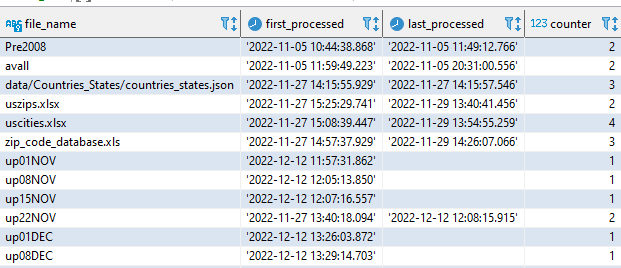 ABC file_name first_processed last_processed 123 counter
Pre2008 '2022-11-05 10:44:38.868' '2022-11-05 11:49:12.766' 2
avall '2022-11-05 11:59:49.223' '2022-11-05 20:31:00.556' 2
data/Countries_States/countries_states.json '2022-11-27 14:15:55.929' '2022-11-27 14:15:57.546' 3
uszips.xlsx '2022-11-27 15:25:29.741' '2022-11-29 13:40:41.456' 2
uscities.xlsx '2022-11-27 15:08:39.447' '2022-11-29 13:54:55.259' 4
zip_code_database.xls '2022-11-27 14:57:37.929' '2022-11-29 14:26:07.066' 3
up01NOV '2022-12-12 11:57:31.862' 1
up08NOV '2022-12-12 12:05:13.850' 1
up15NOV '2022-12-12 12:07:16.557' 1
up22NOV '2022-11-27 13:40:18.094' '2022-12-12 12:08:15.915' 2
up01DEC '2022-12-12 13:26:03.872' 1
up08DEC '2022-12-12 13:29:14.703' 1